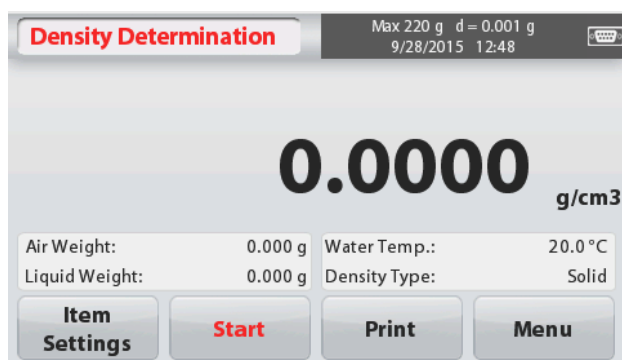 Density Determination
Max 220 g d = 0.001 g
9/28/2015 12:48
0.0000
g/cm3
Air Weight: 0.000 g
Liquid Weight: 0.000 g
Water Temp.: 20.0 °C
Density Type: Solid
Item
Settings
Start
Print
Menu